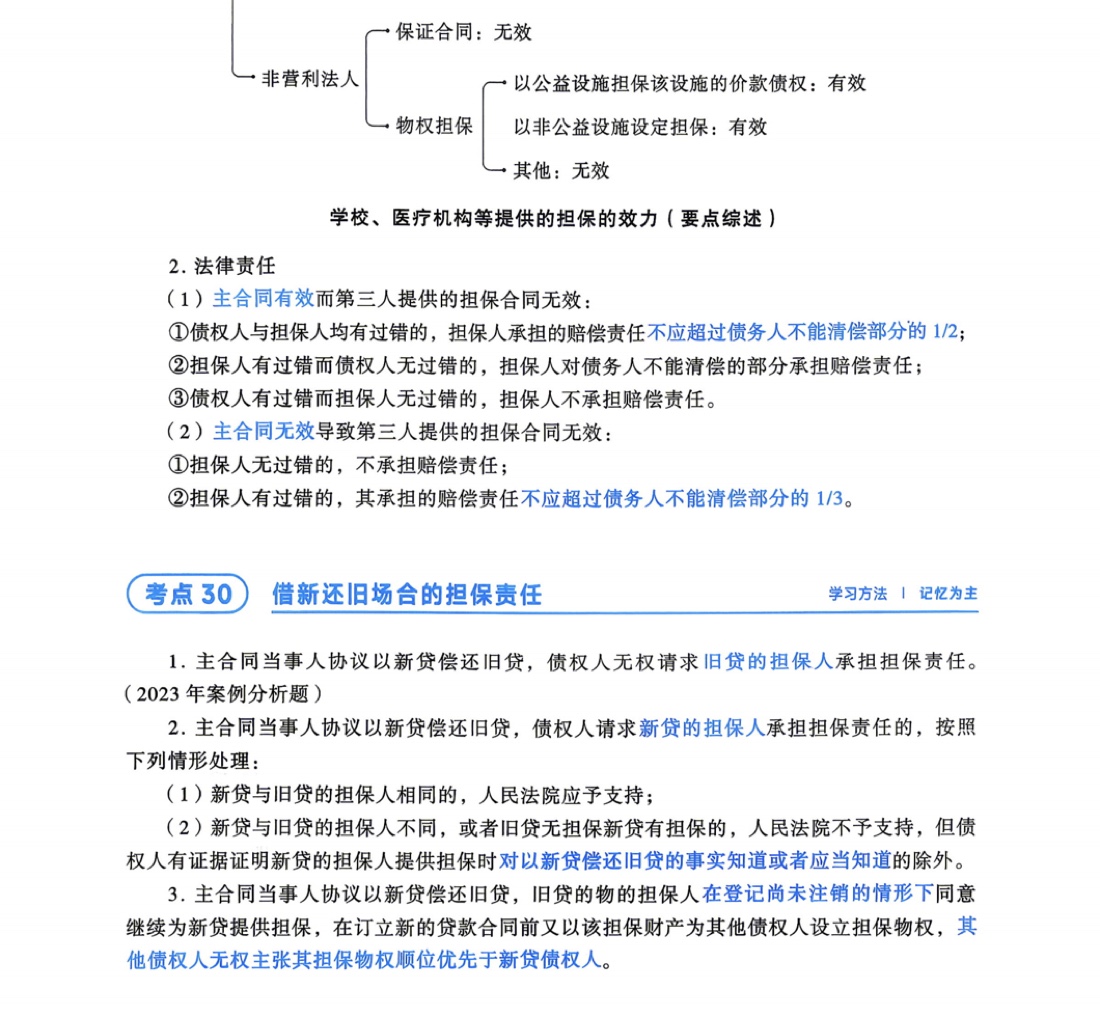 保证合同：无效
非营利法人
以公益设施担保该设施的价款债权：有效
物权担保
以非公益设施设定担保：有效
其他：无效
学校、医疗机构等提供的担保的效力（要点综述）
2. 法律责任
（1）主合同有效而第三人提供的担保合同无效：
①债权人与担保人均有过错的，担保人承担的赔偿责任不应超过债务人不能清偿部分的 1/2；
②担保人有过错而债权人无过错的，担保人对债务人不能清偿的部分承担赔偿责任；
③债权人有过错而担保人无过错的，担保人不承担赔偿责任。
（2）主合同无效导致第三人提供的担保合同无效：
①担保人无过错的，不承担赔偿责任；
②担保人有过错的，其承担的赔偿责任不应超过债务人不能清偿部分的 1/3。
考点 30 借新还旧场合的担保责任 学习方法 | 记忆为主
1. 主合同当事人协议以新贷偿还旧贷，债权人无权请求旧贷的担保人承担担保责任。
（2023 年案例分析题）
2. 主合同当事人协议以新贷偿还旧贷，债权人请求新贷的担保人承担担保责任的，按照
下列情形处理：
（1）新贷与旧贷的担保人相同的，人民法院应予支持；
（2）新贷与旧贷的担保人不同，或者旧贷无担保新贷有担保的，人民法院不予支持，但债
权人有证据证明新贷的担保人提供担保时对以新贷偿还旧贷的事实知道或者应当知道的除外。
3. 主合同当事人协议以新贷偿还旧贷，旧贷的物的担保人在登记尚未注销的情形下同意
继续为新贷提供担保，在订立新的贷款合同前又以该担保财产为其他债权人设立担保物权，其
他债权人无权主张其担保物权顺位优先于新贷债权人。